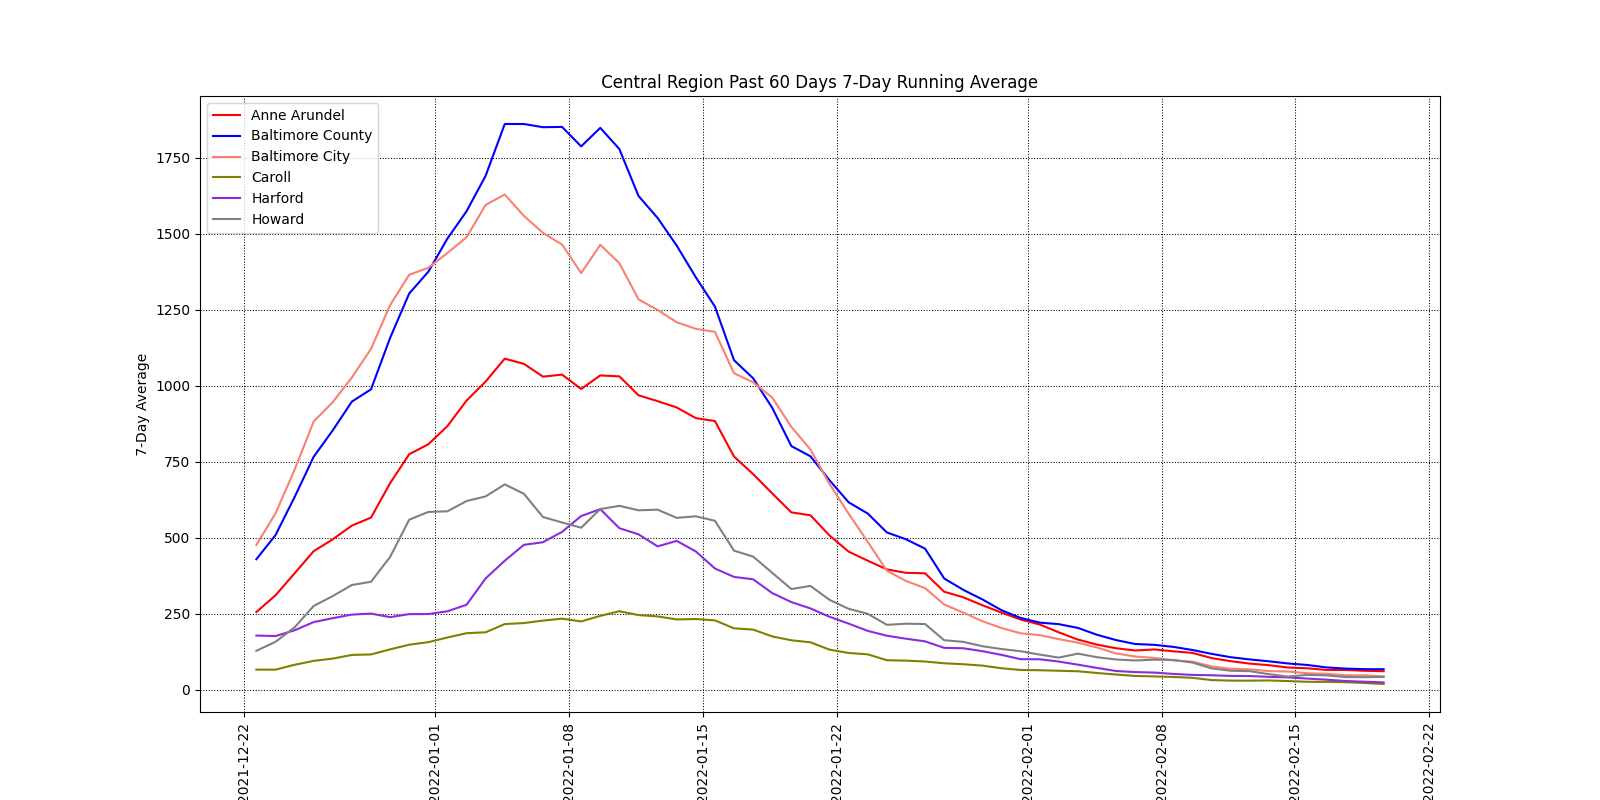 Central Region Past 60 Days 7-Day Running Average
Anne Arundel
Baltimore County
Baltimore City
Caroll
Harford
Howard
1750
1500
1250
1000
750
500
250
0
7-Day Average
2021-12-22
2022-01-01
2022-01-08
2022-01-15
2022-01-22
2022-02-01
2022-02-08
2022-02-15
2022-02-22